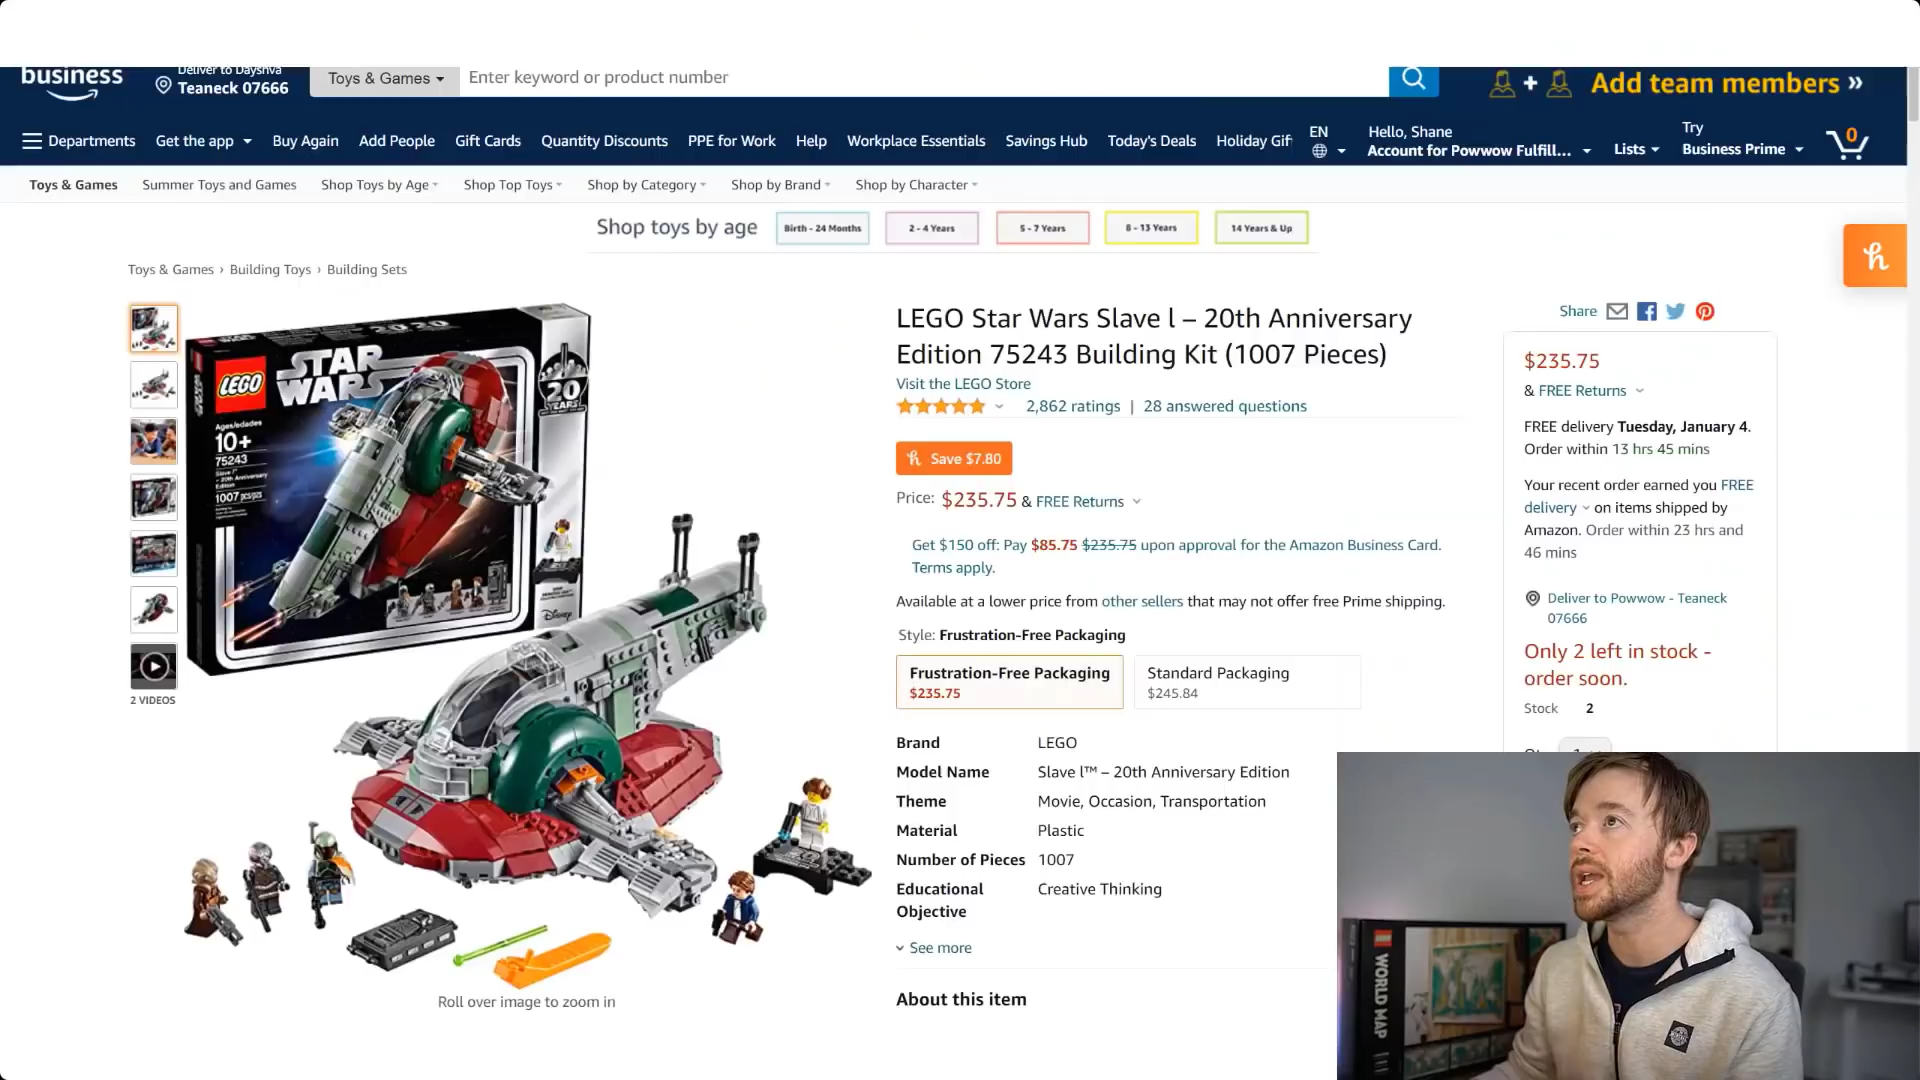 business
Deliver to Dayshva
Teaneck 07666
Toys & Games
Enter keyword or product number
Add team members »
Departments
Get the app
Buy Again
Add People
Gift Cards
Quantity Discounts
PPE for Work
Help
Workplace Essentials
Savings Hub
Today's Deals
Holiday Gif
EN
Hello, Shane
Account for Powwow Fulfill...
Lists
Try
Business Prime
0
Toys & Games
Summer Toys and Games
Shop Toys by Age
Shop Top Toys
Shop by Category
Shop by Brand
Shop by Character
Shop toys by age
Birth - 24 Months
2 - 4 Years
5 - 7 Years
8 - 13 Years
14 Years & Up
Toys & Games › Building Toys › Building Sets
LEGO
STAR
WARS
Ages/edades
10+
75243
Slave l
– 20th Anniversary
Edition
1007 pcs/pzs
20
YEARS
Disney
2 VIDEOS
Roll over image to zoom in
LEGO Star Wars Slave l – 20th Anniversary
Edition 75243 Building Kit (1007 Pieces)
Visit the LEGO Store
2,862 ratings | 28 answered questions
Save $7.80
Price: $235.75 & FREE Returns
Get $150 off: Pay $85.75 $235.75 upon approval for the Amazon Business Card.
Terms apply.
Available at a lower price from other sellers that may not offer free Prime shipping.
Style: Frustration-Free Packaging
Frustration-Free Packaging
$235.75
Standard Packaging
$245.84
Brand LEGO
Model Name Slave l™ – 20th Anniversary Edition
Theme Movie, Occasion, Transportation
Material Plastic
Number of Pieces 1007
Educational Creative Thinking
Objective
See more
About this item
Share
$235.75
& FREE Returns
FREE delivery Tuesday, January 4.
Order within 13 hrs 45 mins
Your recent order earned you FREE
delivery on items shipped by
Amazon. Order within 23 hrs and
46 mins
Deliver to Powwow - Teaneck
07666
Only 2 left in stock -
order soon.
Stock 2
LEGO
WORLD MAP